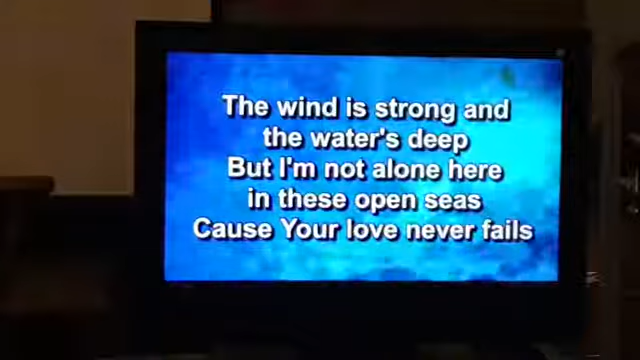 The wind is strong and
the water's deep
But I'm not alone here
in these open seas
Cause Your love never fails